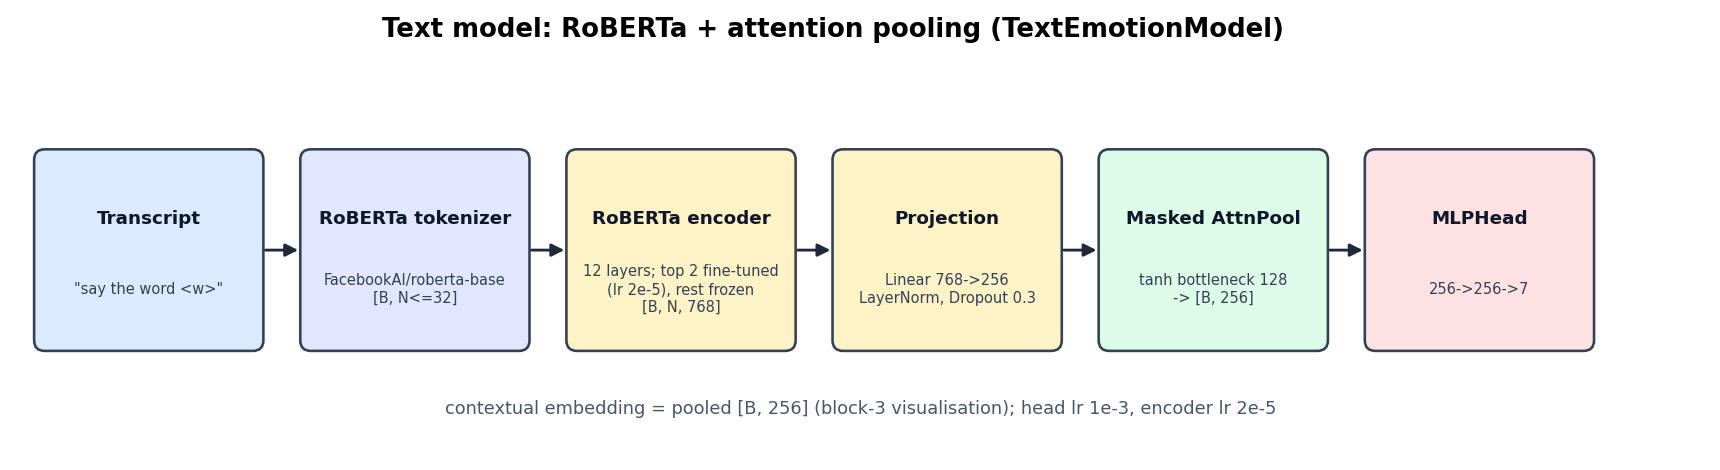 Text model: RoBERTa + attention pooling (TextEmotionModel)
Transcript
"say the word <w>"
RoBERTa tokenizer
FacebookAI/roberta-base
[B, N<=32]
RoBERTa encoder
12 layers; top 2 fine-tuned
(lr 2e-5), rest frozen
[B, N, 768]
Projection
Linear 768->256
LayerNorm, Dropout 0.3
Masked AttnPool
tanh bottleneck 128
-> [B, 256]
MLPHead
256->256->7
contextual embedding = pooled [B, 256] (block-3 visualisation); head lr 1e-3, encoder lr 2e-5